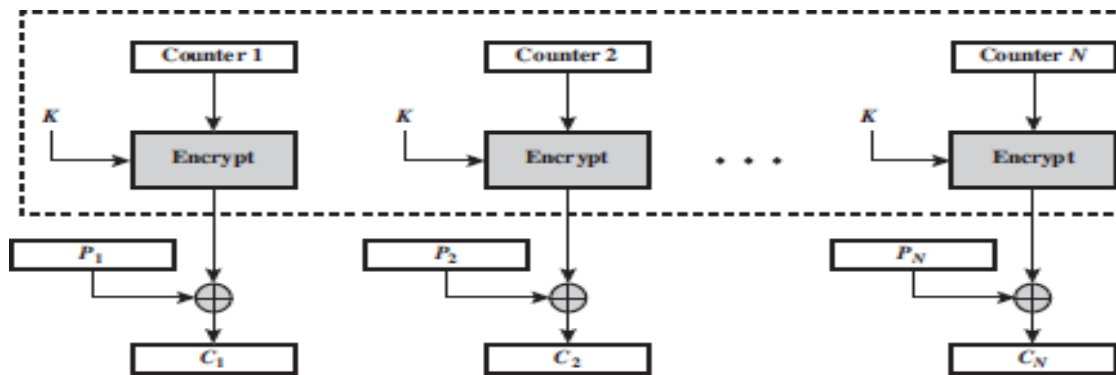 Counter 1 Counter 2 Counter N
K K K
Encrypt Encrypt . . . Encrypt
P1 P2 PN
C1 C2 CN